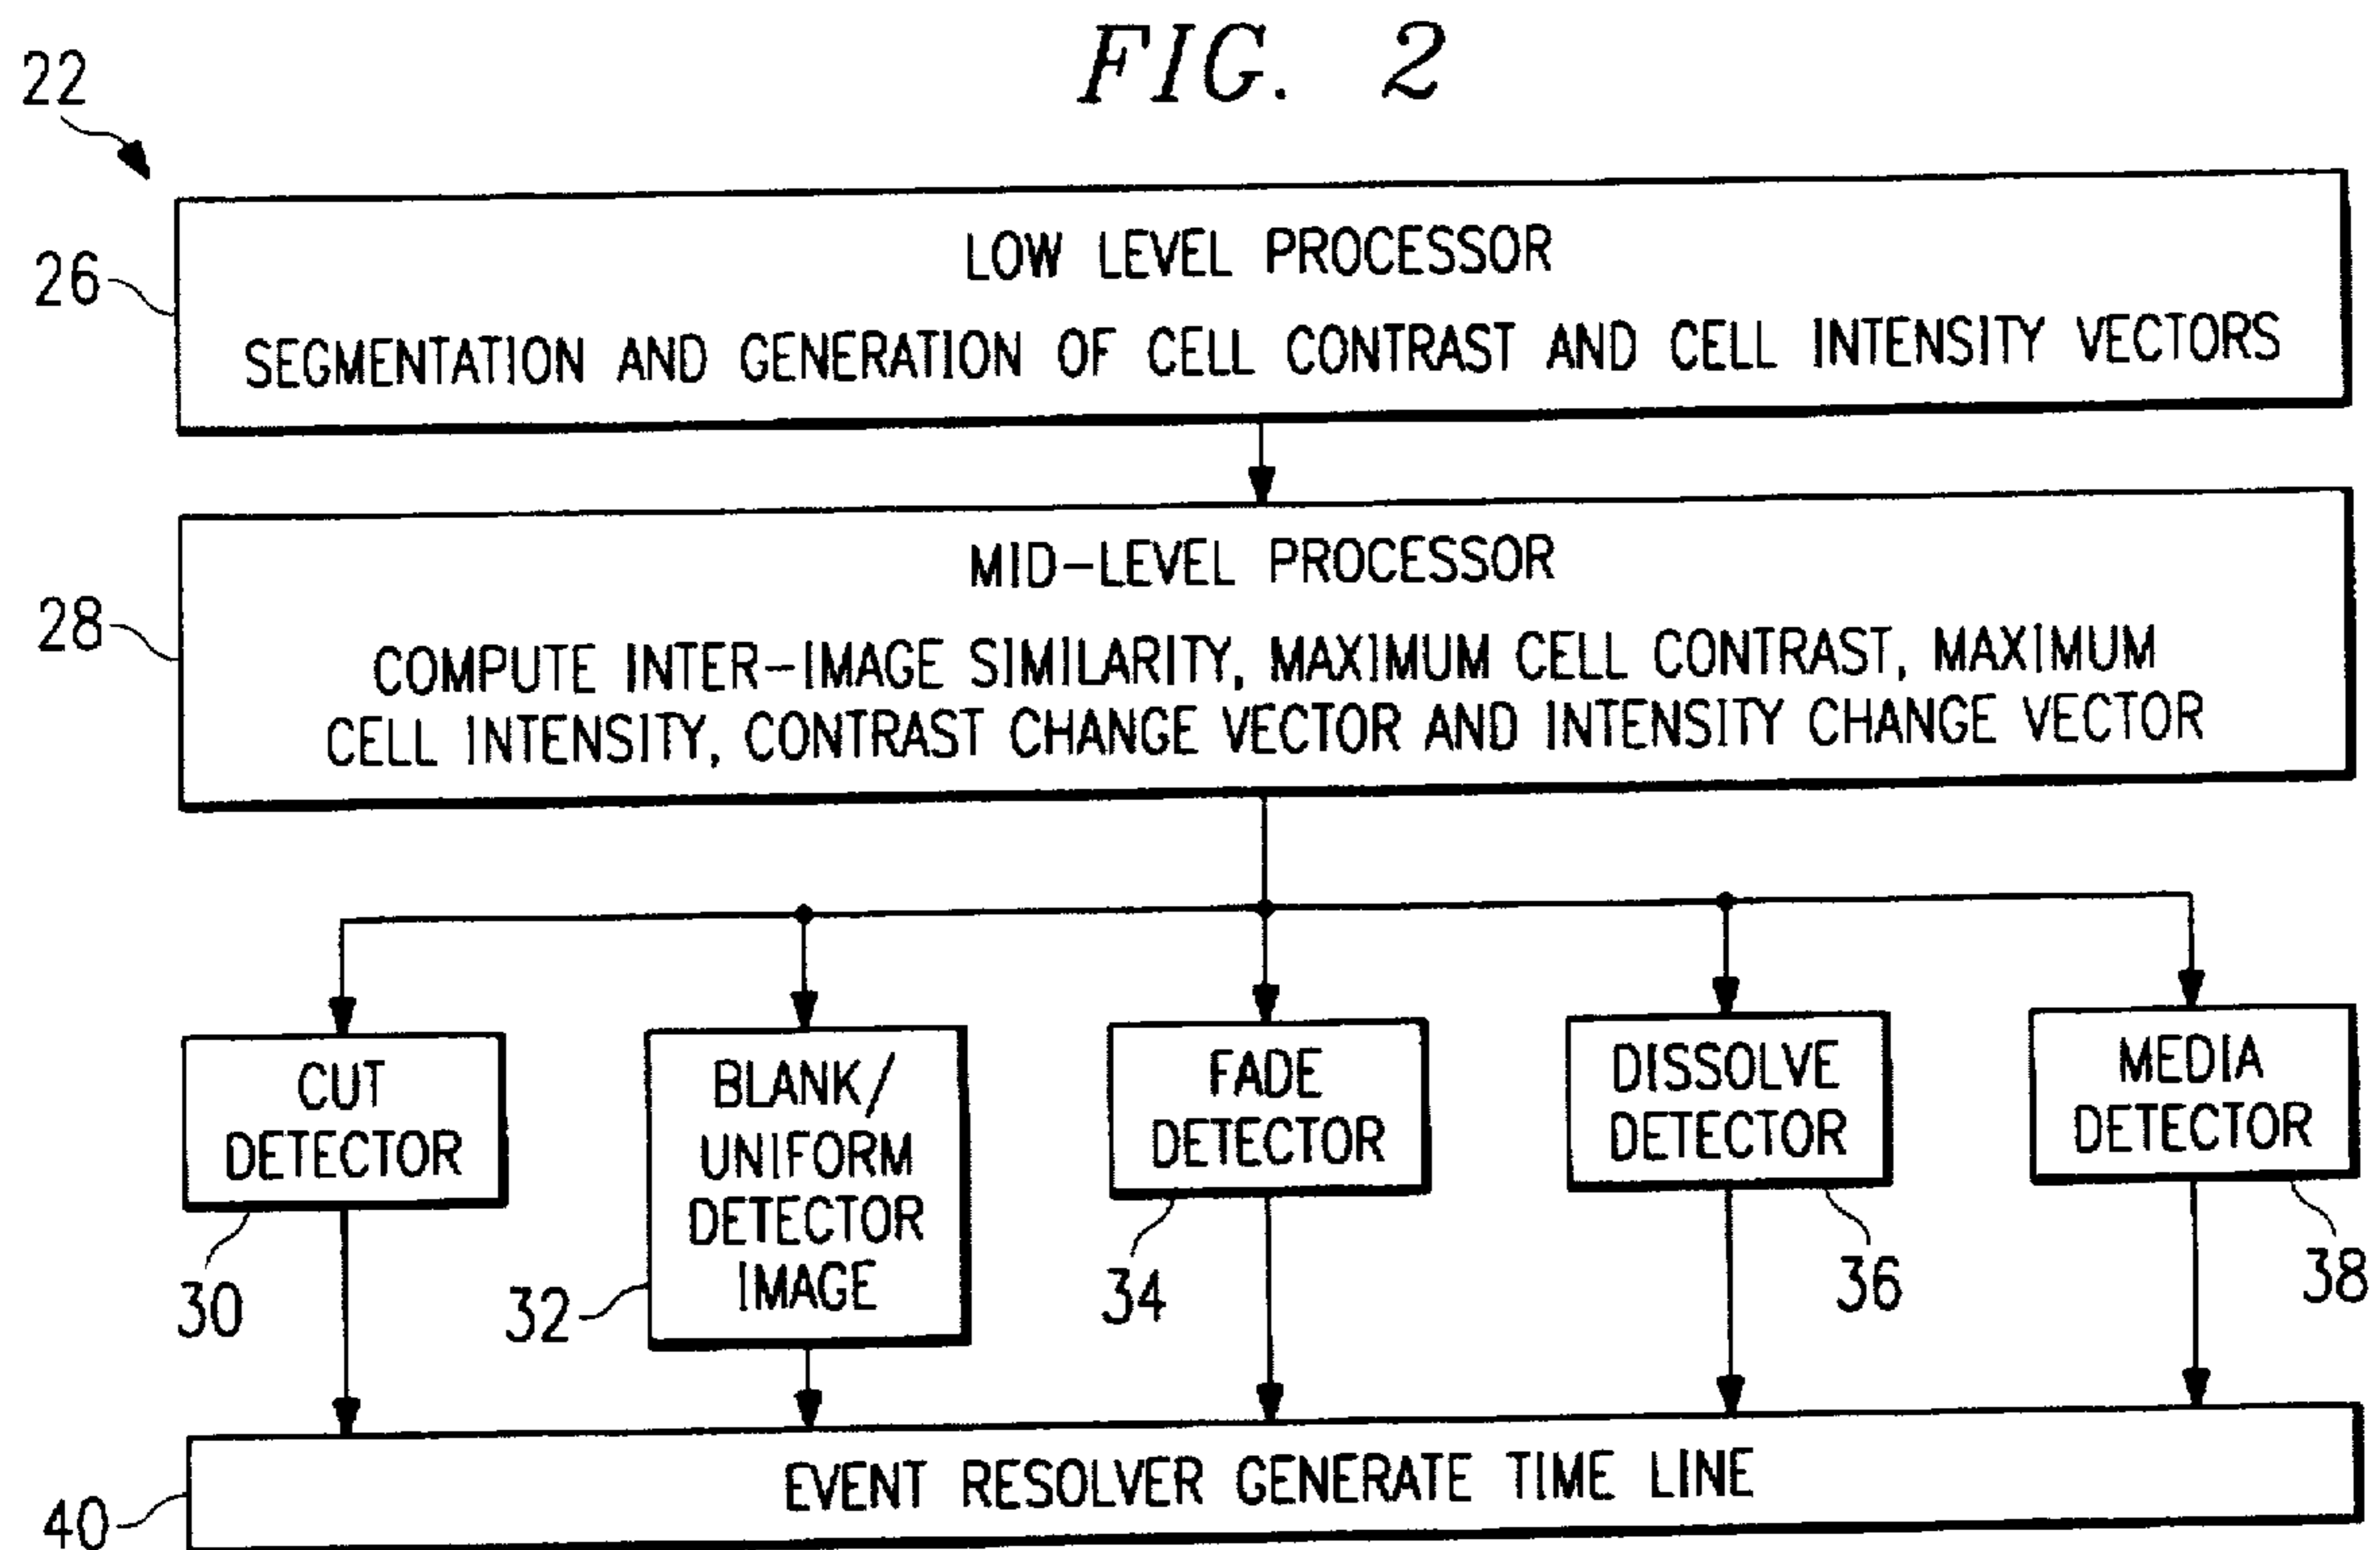 FIG. 2
22
26
LOW LEVEL PROCESSOR
SEGMENTATION AND GENERATION OF CELL CONTRAST AND CELL INTENSITY VECTORS
28
MID-LEVEL PROCESSOR
COMPUTE INTER-IMAGE SIMILARITY, MAXIMUM CELL CONTRAST, MAXIMUM
CELL INTENSITY, CONTRAST CHANGE VECTOR AND INTENSITY CHANGE VECTOR
CUT
DETECTOR
30
BLANK/
UNIFORM
DETECTOR
IMAGE
32
FADE
DETECTOR
34
DISSOLVE
DETECTOR
36
MEDIA
DETECTOR
38
EVENT RESOLVER GENERATE TIME LINE
40